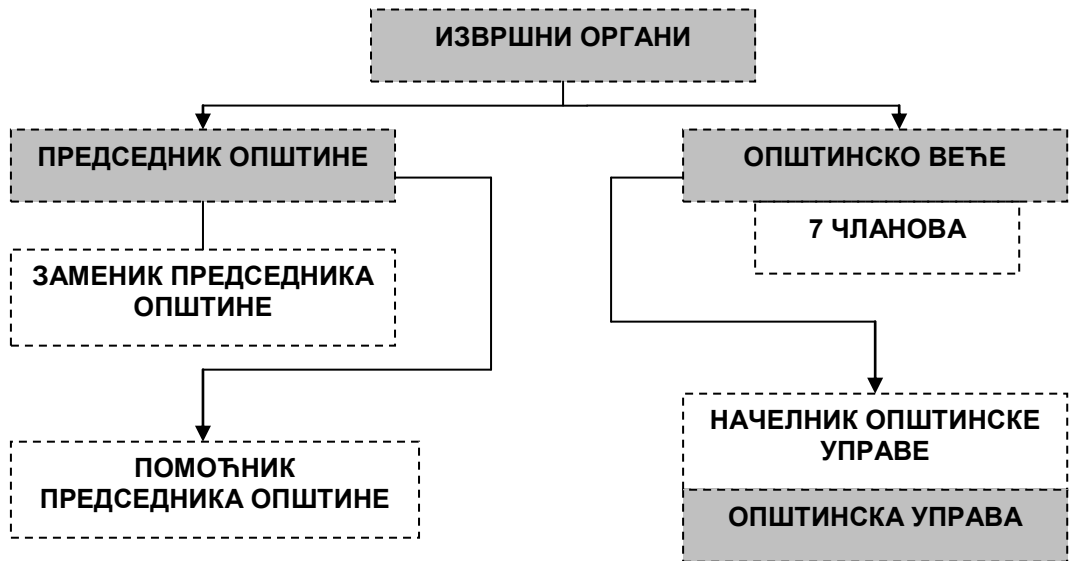 ИЗВРШНИ ОРГАНИ
ПРЕДСЕДНИК ОПШТИНЕ
ОПШТИНСКО ВЕЋЕ
7 ЧЛАНОВА
ЗАМЕНИК ПРЕДСЕДНИКА
ОПШТИНЕ
ПОМОЋНИК
ПРЕДСЕДНИКА ОПШТИНЕ
НАЧЕЛНИК ОПШТИНСКЕ
УПРАВЕ
ОПШТИНСКА УПРАВА